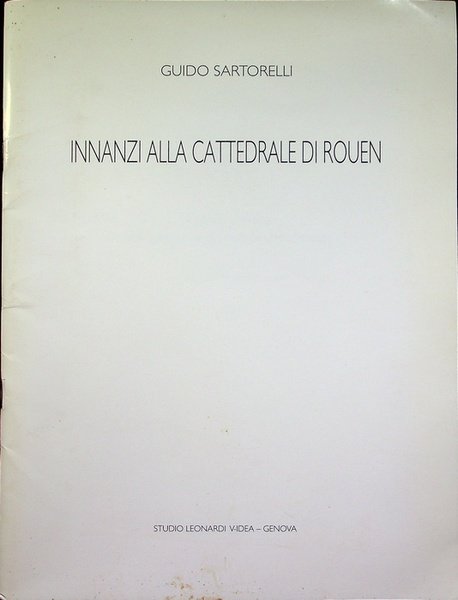 GUIDO SARTORELLI
INNANZI ALLA CATTEDRALE DI ROUEN
STUDIO LEONARDI V-IDEA – GENOVA